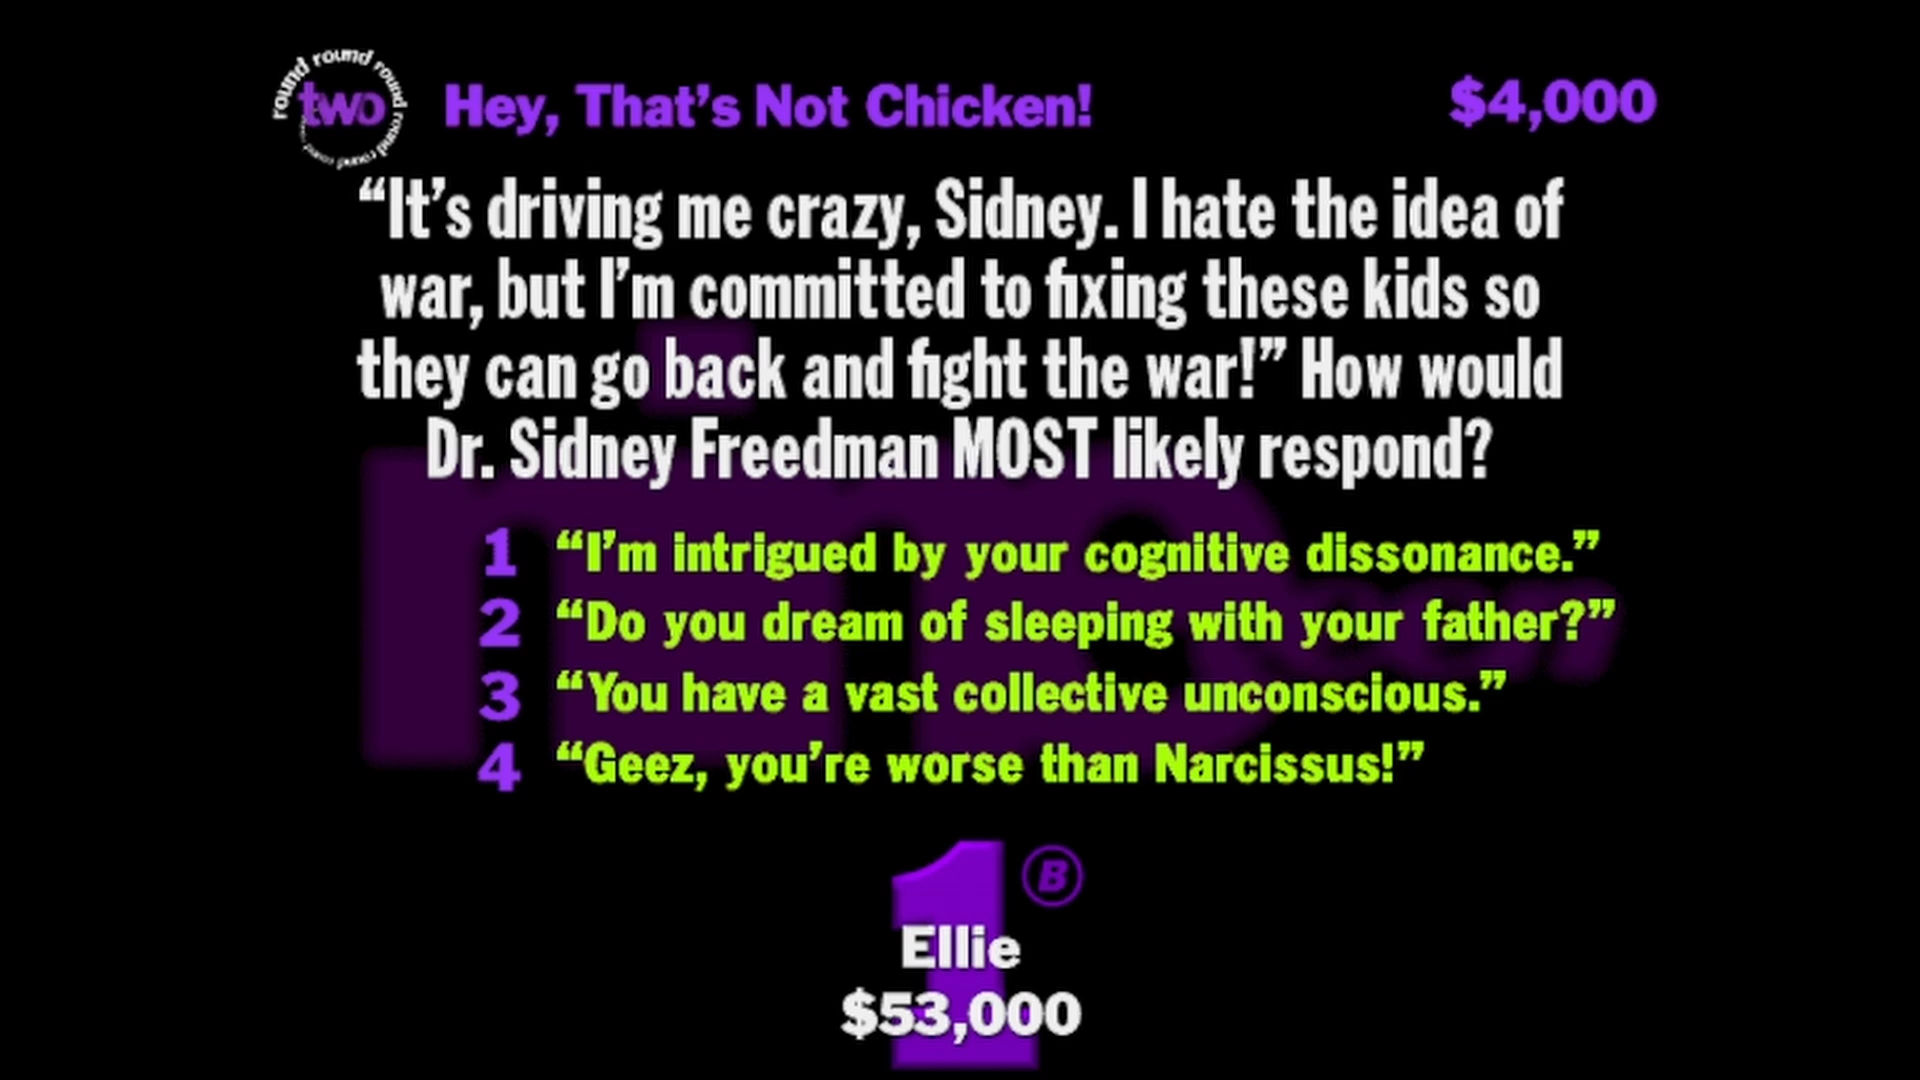 round round round round round round
two
Hey, That's Not Chicken!
$4,000
“It's driving me crazy, Sidney. I hate the idea of
war, but I'm committed to fixing these kids so
they can go back and fight the war!” How would
Dr. Sidney Freedman MOST likely respond?
1 “I'm intrigued by your cognitive dissonance.”
2 “Do you dream of sleeping with your father?”
3 “You have a vast collective unconscious.”
4 “Geez, you're worse than Narcissus!”
1 B
Ellie
$53,000